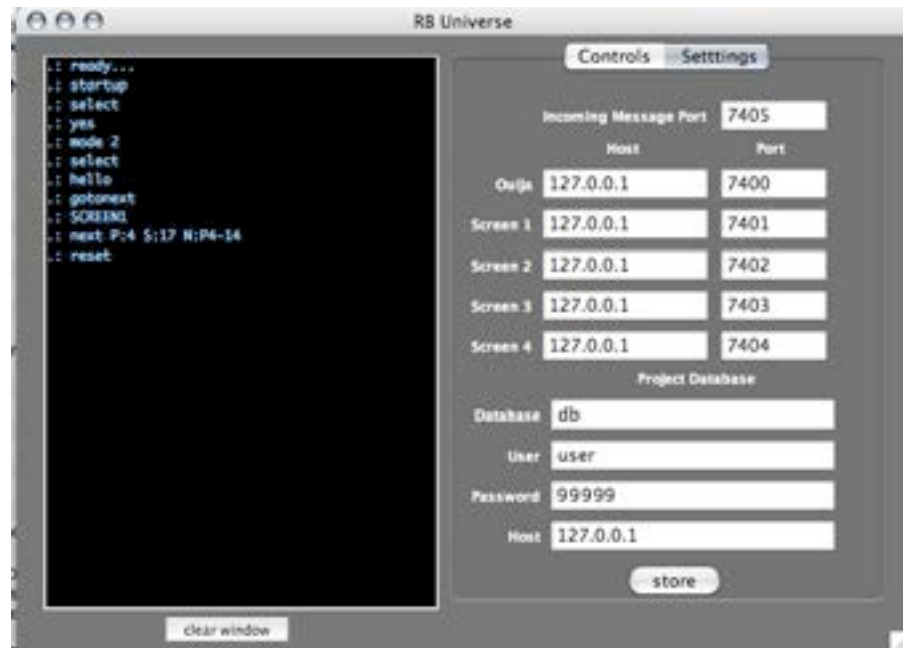 RB Universe
.: ready...
.: startup
.: select
.: yes
.: mode 2
.: select
.: hello
.: gotonext
.: SCREEN1
.: next P:4 S:17 N:P4-14
.: reset
clear window
Controls Setttings
Incoming Message Port 7405
Host Port
Ouija 127.0.0.1 7400
Screen 1 127.0.0.1 7401
Screen 2 127.0.0.1 7402
Screen 3 127.0.0.1 7403
Screen 4 127.0.0.1 7404
Project Database
Database db
User user
Password 99999
Host 127.0.0.1
store